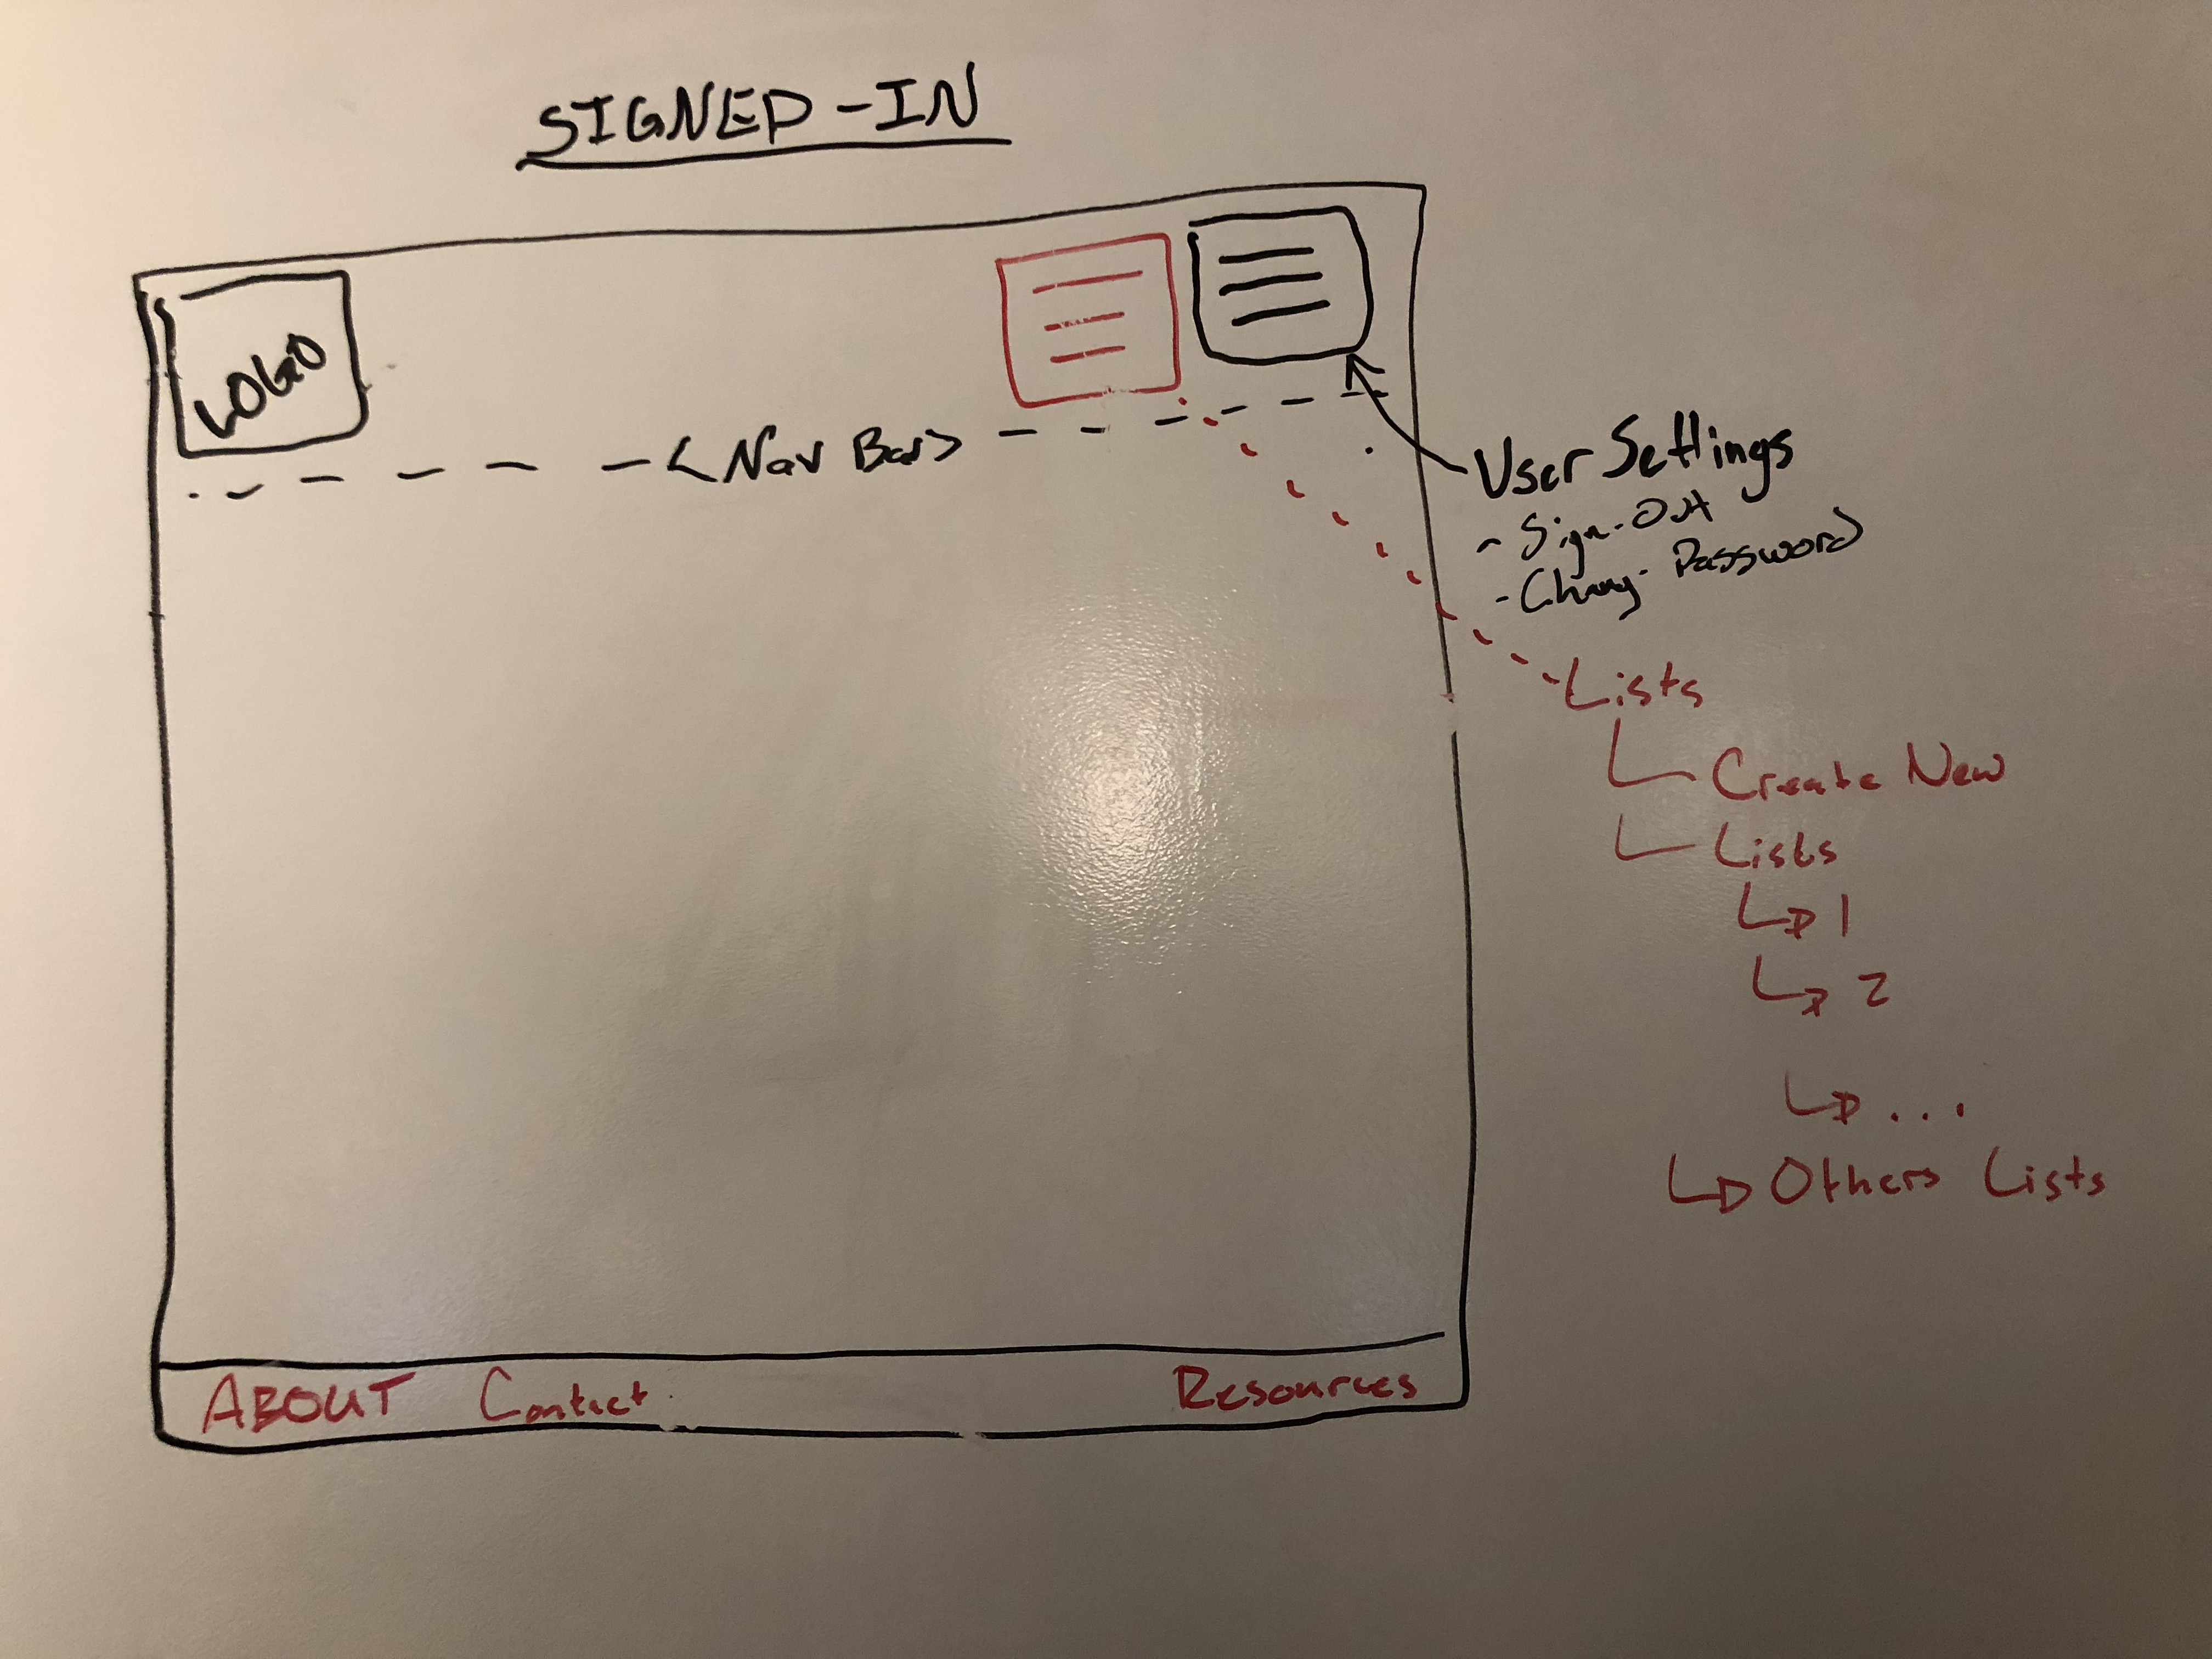 SIGNED-IN
LOGO
<Nav Bar>
User Settings
- Sign-Out
- Chang. Password
Lists
Create New
Lists
1
2
...
Others Lists
ABOUT Contact Resources